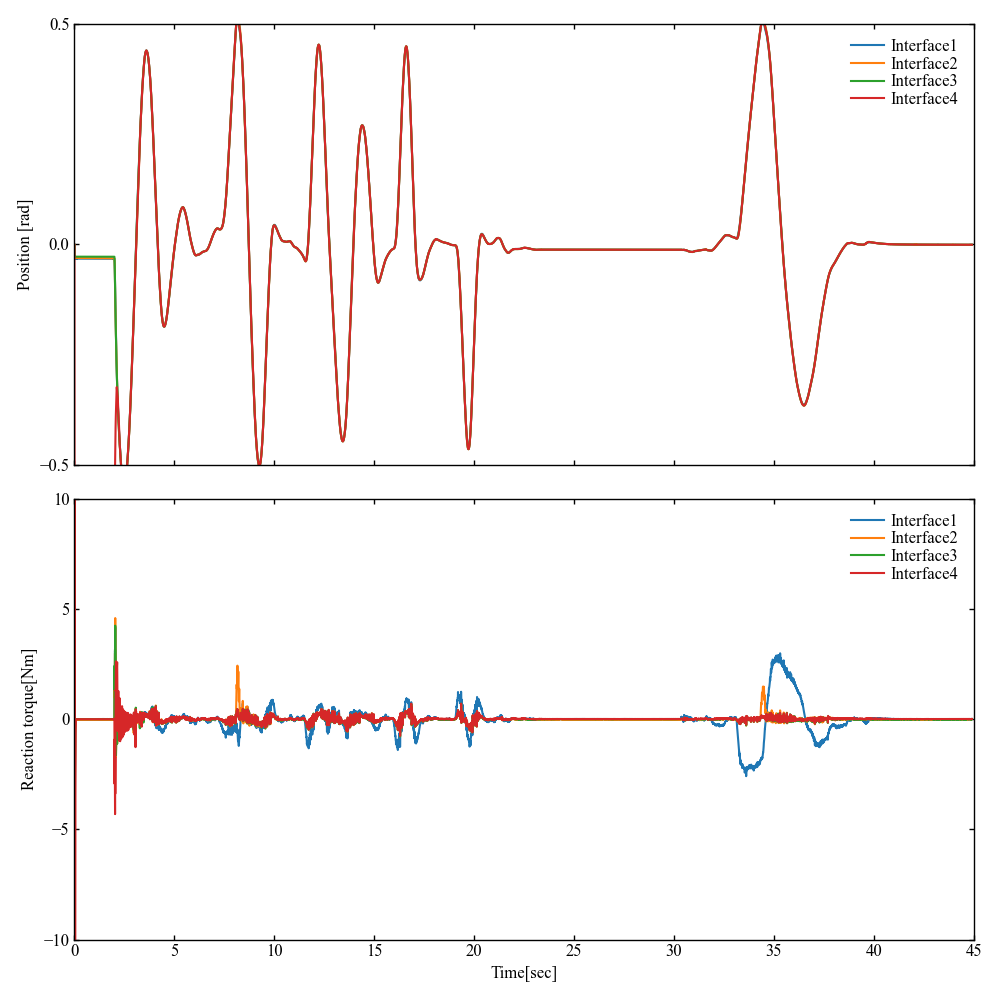 0.5
0.0
−0.5
Position [rad]
Interface1
Interface2
Interface3
Interface4
10
5
0
−5
−10
Reaction torque[Nm]
Interface1
Interface2
Interface3
Interface4
0 5 10 15 20 25 30 35 40 45
Time[sec]